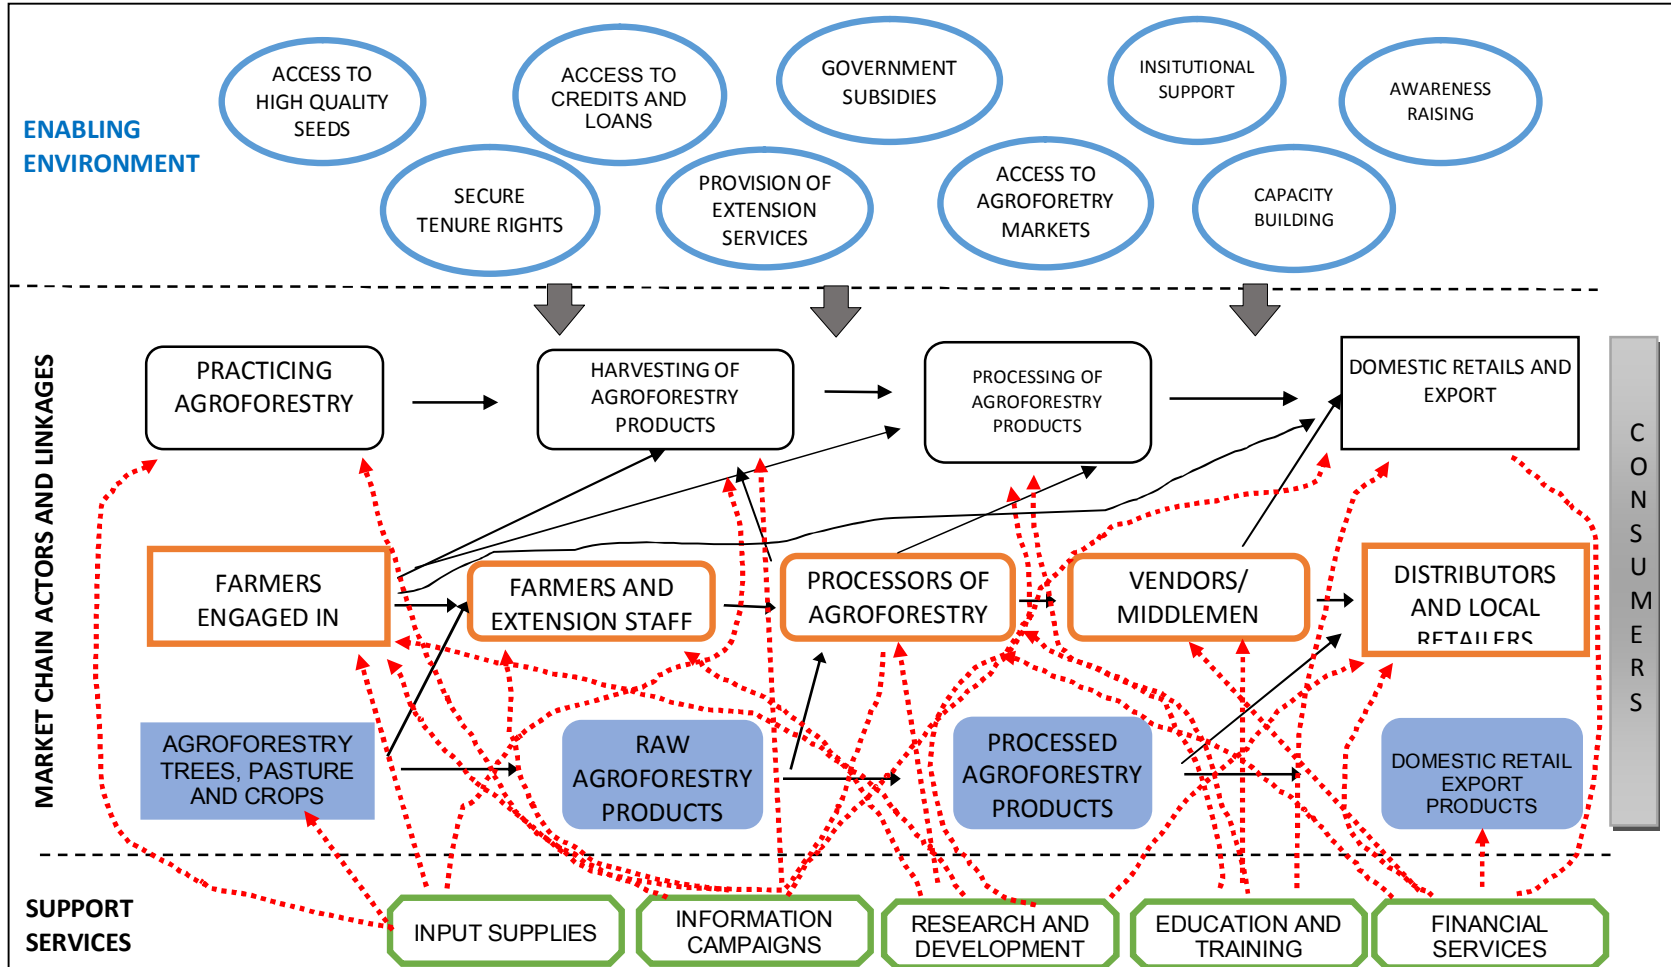 ACCESS TO
HIGH QUALITY
SEEDS
ACCESS TO
CREDITS AND
LOANS
GOVERNMENT
SUBSIDIES
INSITUTIONAL
SUPPORT
AWARENESS
RAISING
ENABLING
ENVIRONMENT
SECURE
TENURE RIGHTS
PROVISION OF
EXTENSION
SERVICES
ACCESS TO
AGROFORETRY
MARKETS
CAPACITY
BUILDING
MARKET CHAIN ACTORS AND LINKAGES
PRACTICING
AGROFORESTRY
HARVESTING OF
AGROFORESTRY
PRODUCTS
PROCESSING OF
AGROFORESTRY
PRODUCTS
DOMESTIC RETAILS AND
EXPORT
CONSUMERS
FARMERS
ENGAGED IN
FARMERS AND
EXTENSION STAFF
PROCESSORS OF
AGROFORESTRY
VENDORS/
MIDDLEMEN
DISTRIBUTORS
AND LOCAL
RETAILERS
AGROFORESTRY
TREES, PASTURE
AND CROPS
RAW
AGROFORESTRY
PRODUCTS
PROCESSED
AGROFORESTRY
PRODUCTS
DOMESTIC RETAIL
EXPORT
PRODUCTS
SUPPORT
SERVICES
INPUT SUPPLIES
INFORMATION
CAMPAIGNS
RESEARCH AND
DEVELOPMENT
EDUCATION AND
TRAINING
FINANCIAL
SERVICES